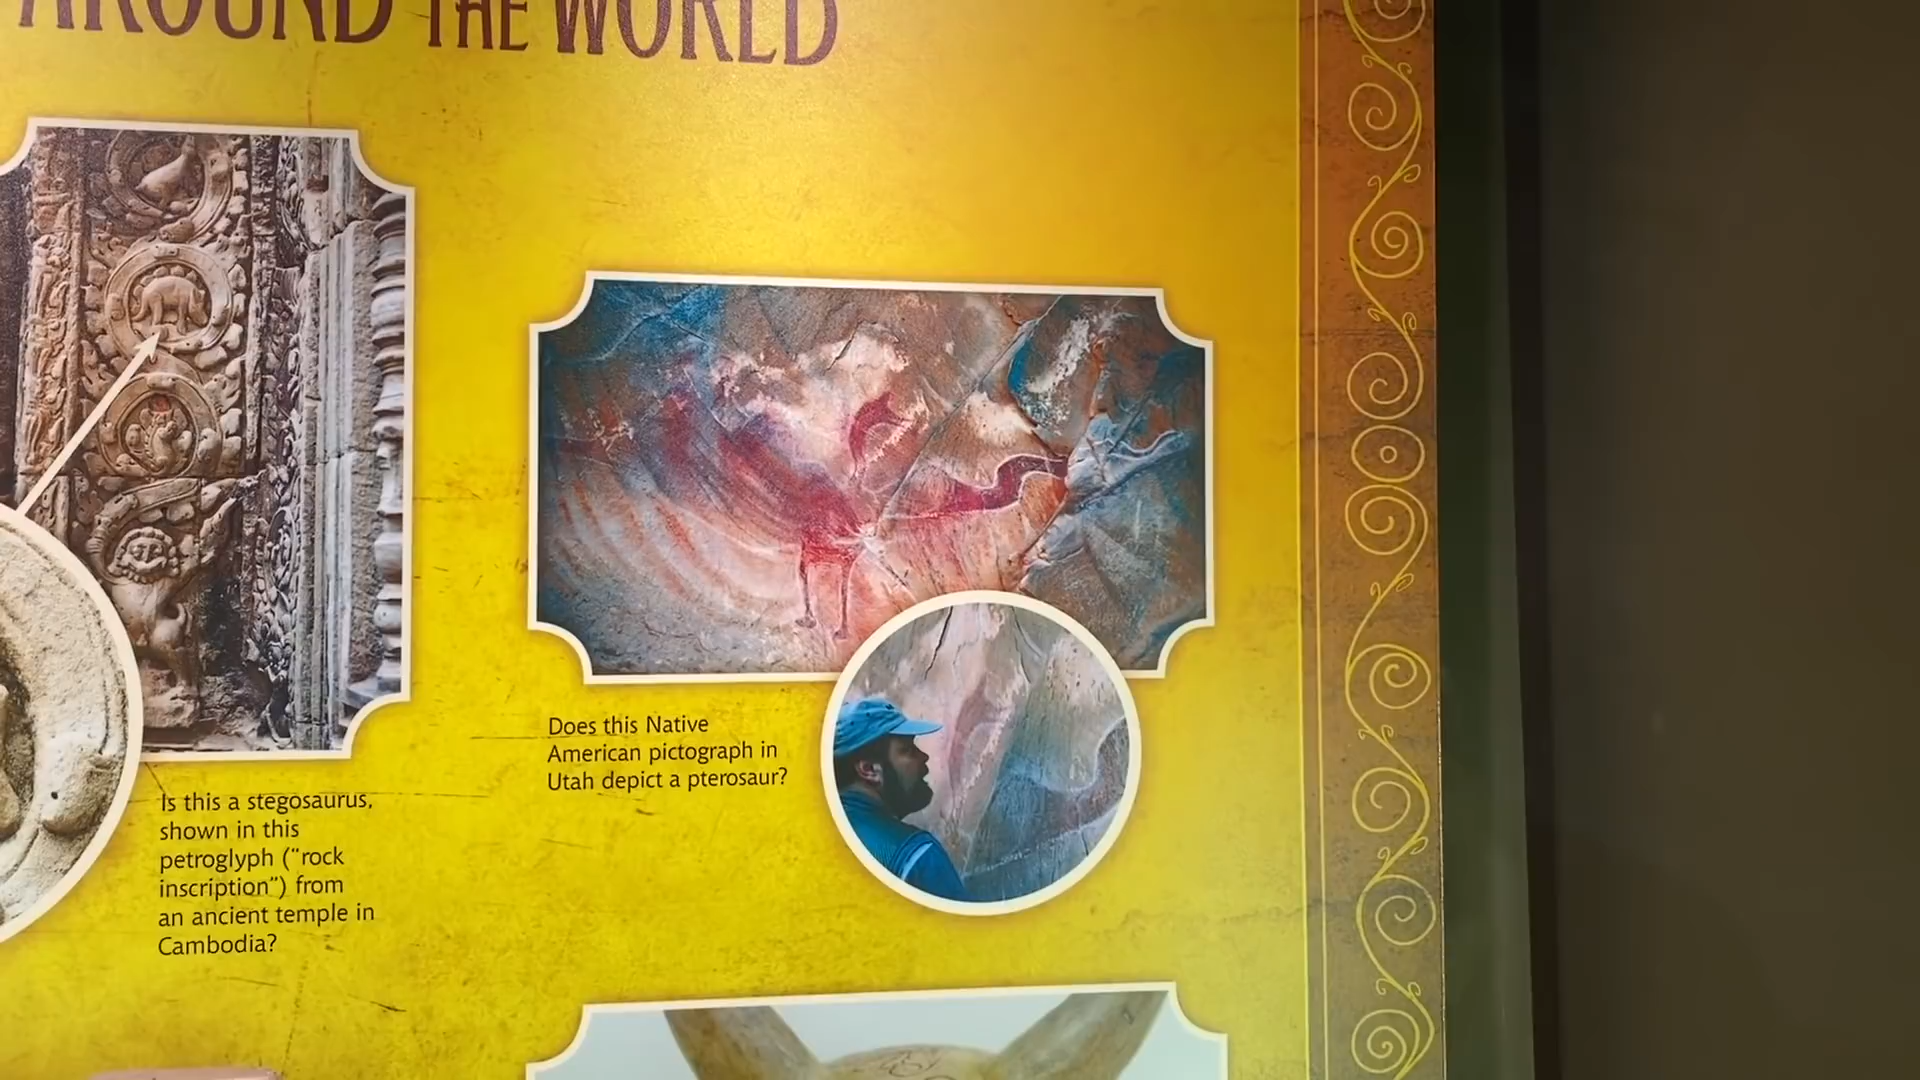 AROUND THE WORLD
Does this Native
American pictograph in
Utah depict a pterosaur?
Is this a stegosaurus,
shown in this
petroglyph ("rock
inscription") from
an ancient temple in
Cambodia?